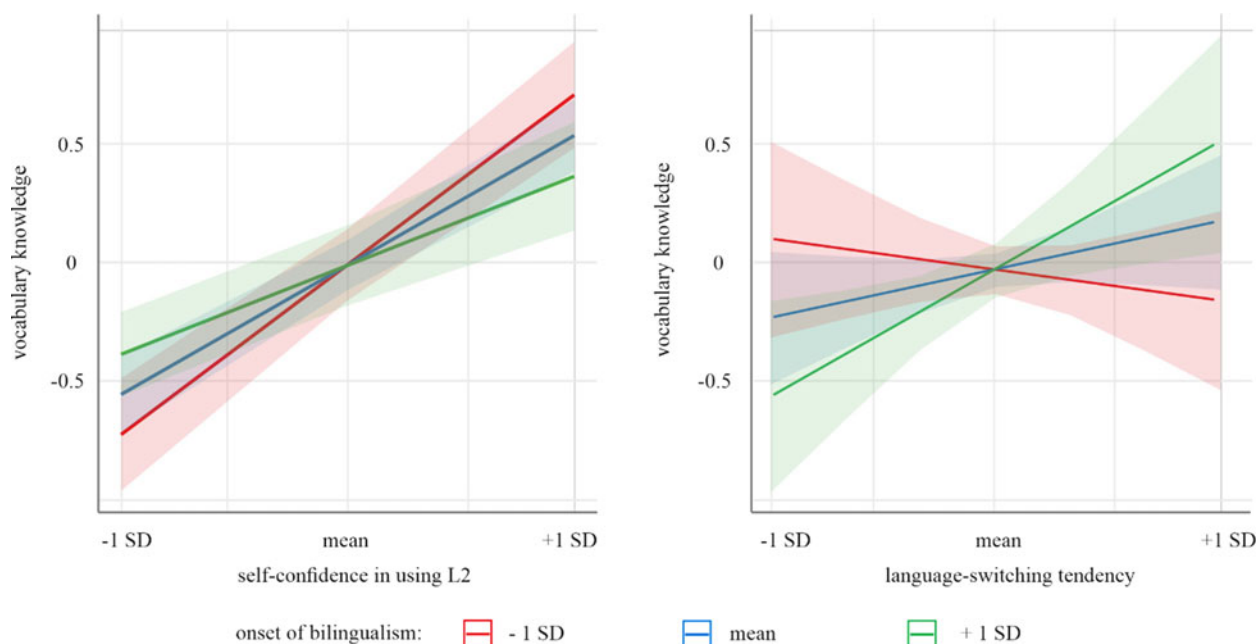 vocabulary knowledge
0.5
0
-0.5
-1 SD mean +1 SD
self-confidence in using L2
vocabulary knowledge
0.5
0
-0.5
-1 SD mean +1 SD
language-switching tendency
onset of bilingualism: - 1 SD mean + 1 SD